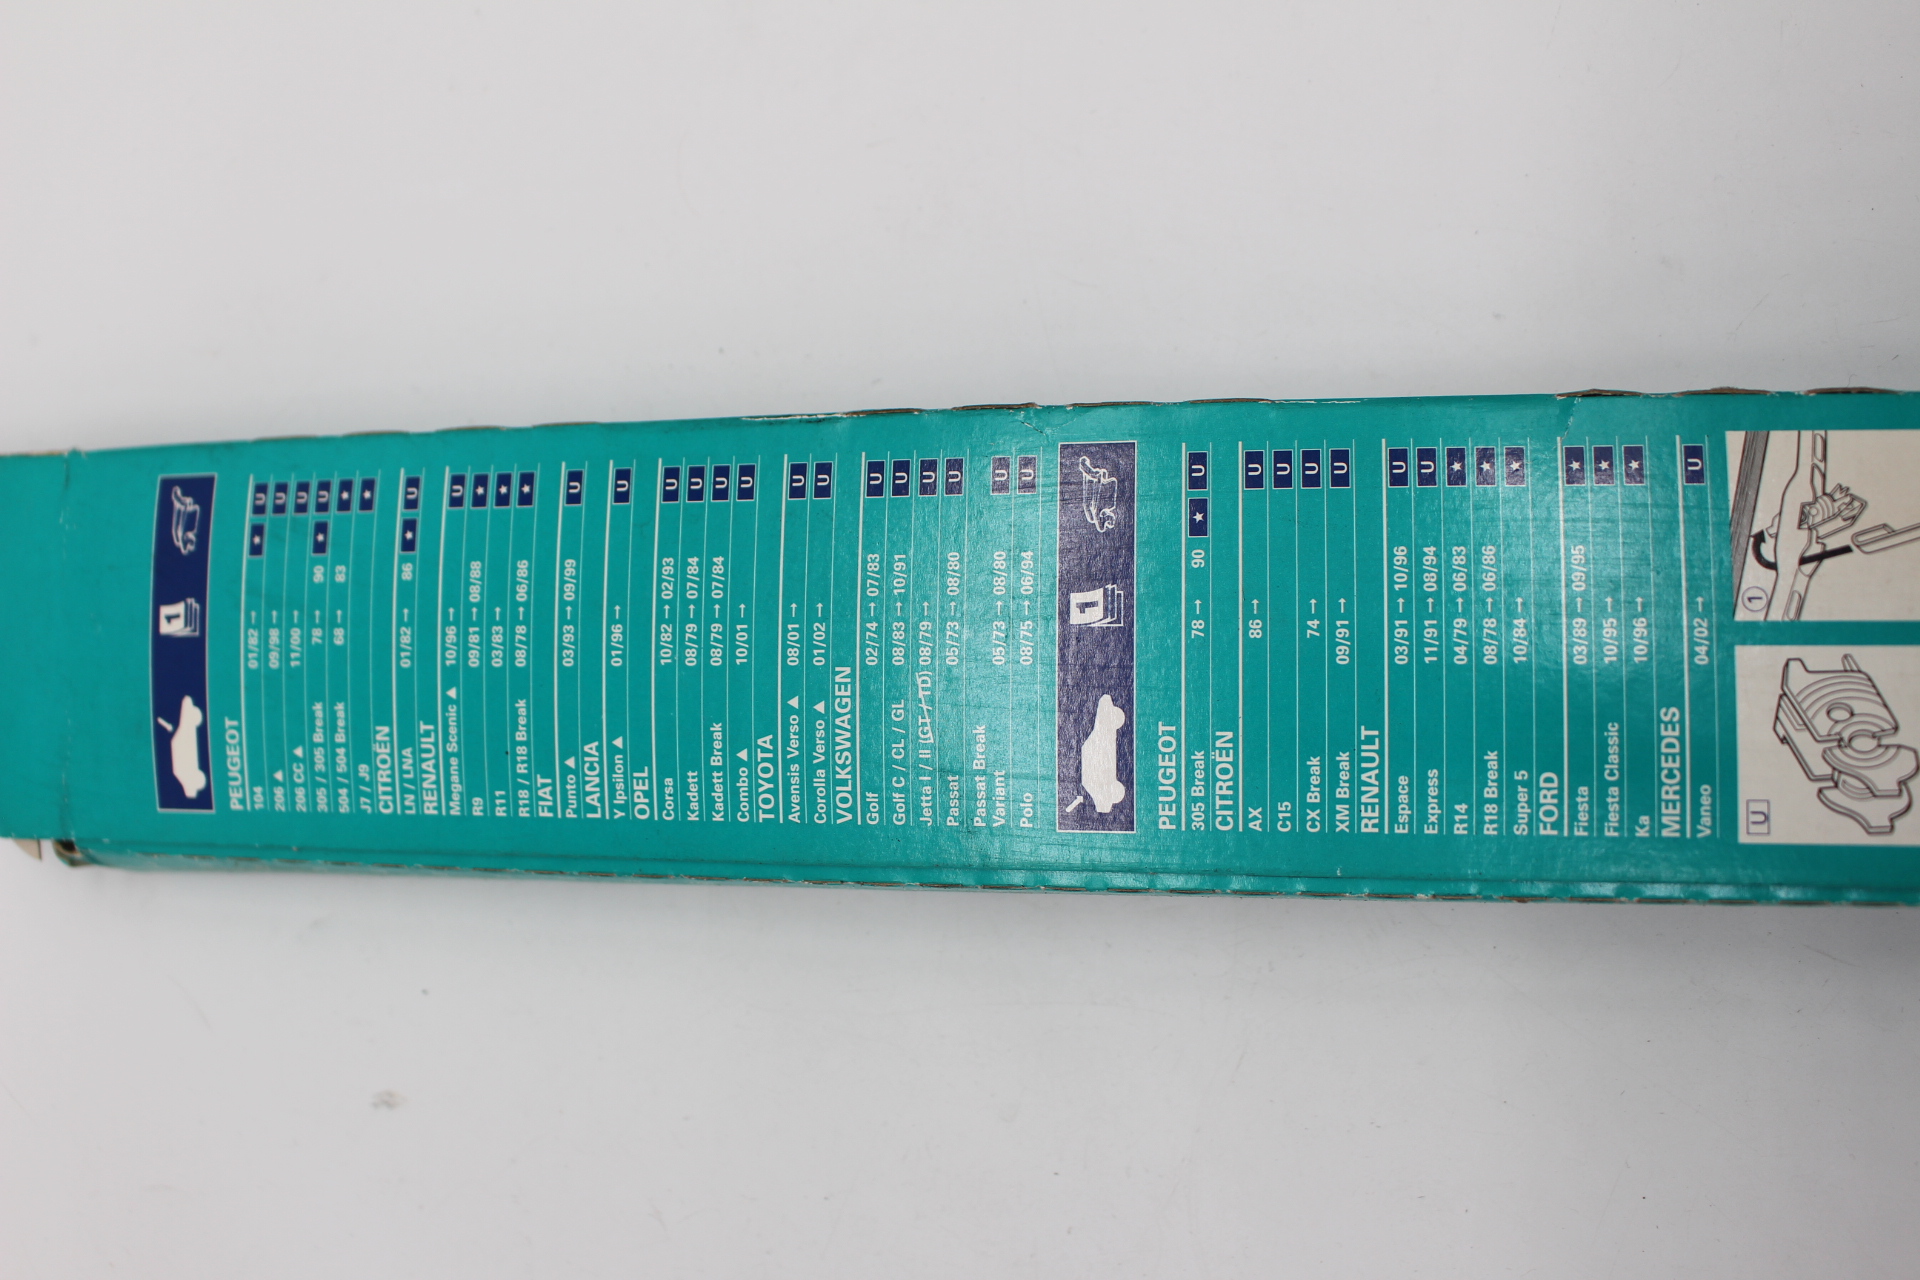 1
PEUGEOT
104 01/82 → ★ U
206 ▲ 09/98 → U
206 CC ▲ 11/00 → U
305 / 305 Break 78 → 90 ★ U
504 / 504 Break 68 → 83 ★
J7 / J9 ★
CITROËN
LN / LNA 01/82 → 86 ★ U
RENAULT
Megane Scenic ▲ 10/96 → U
R9 09/81 → 08/88 ★
R11 03/83 → ★
R18 / R18 Break 08/78 → 06/86 ★
FIAT
Punto ▲ 03/93 → 09/99 U
LANCIA
Y Ypsilon ▲ 01/96 → U
OPEL
Corsa 10/82 → 02/93 U
Kadett 08/79 → 07/84 U
Kadett Break 08/79 → 07/84 U
Combo ▲ 10/01 → U
TOYOTA
Avensis Verso ▲ 08/01 → U
Corolla Verso ▲ 01/02 → U
VOLKSWAGEN
Golf 02/74 → 07/83 U
Golf C / CL / GL 08/83 → 10/91 U
Jetta I / II (GT / TD) 08/79 → U
Passat 05/73 → 08/80 U
Passat Break
Variant 05/73 → 08/80 U
Polo 08/75 → 06/94 U
1
PEUGEOT
305 Break 78 → 90 ★ U
CITROËN
AX 86 → U
C15 U
CX Break 74 → U
XM Break 09/91 → U
RENAULT
Espace 03/91 → 10/96 U
Express 11/91 → 08/94 U
R14 04/79 → 06/83 ★
R18 Break 08/78 → 06/86 ★
Super 5 10/84 → ★
FORD
Fiesta 03/89 → 09/95 ★
Fiesta Classic 10/95 → ★
Ka 10/96 → ★
MERCEDES
Vaneo 04/02 → U
U
1